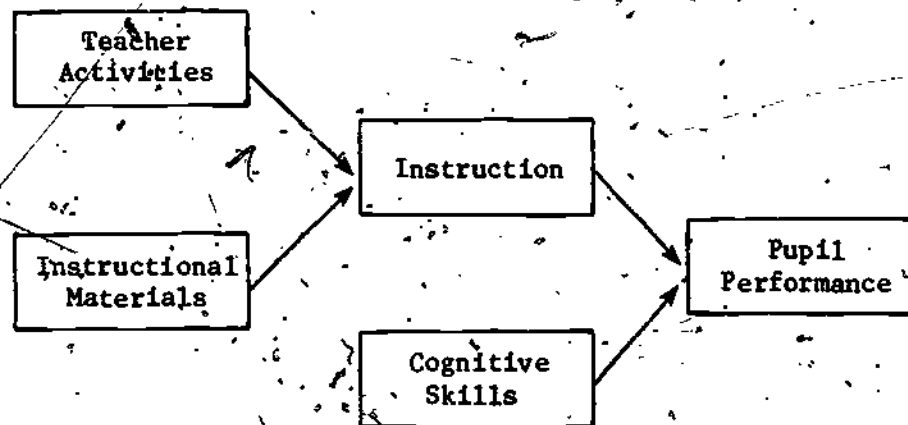 Teacher
Activities
Instruction
Instructional
Materials
Pupil
Performance
Cognitive
Skills